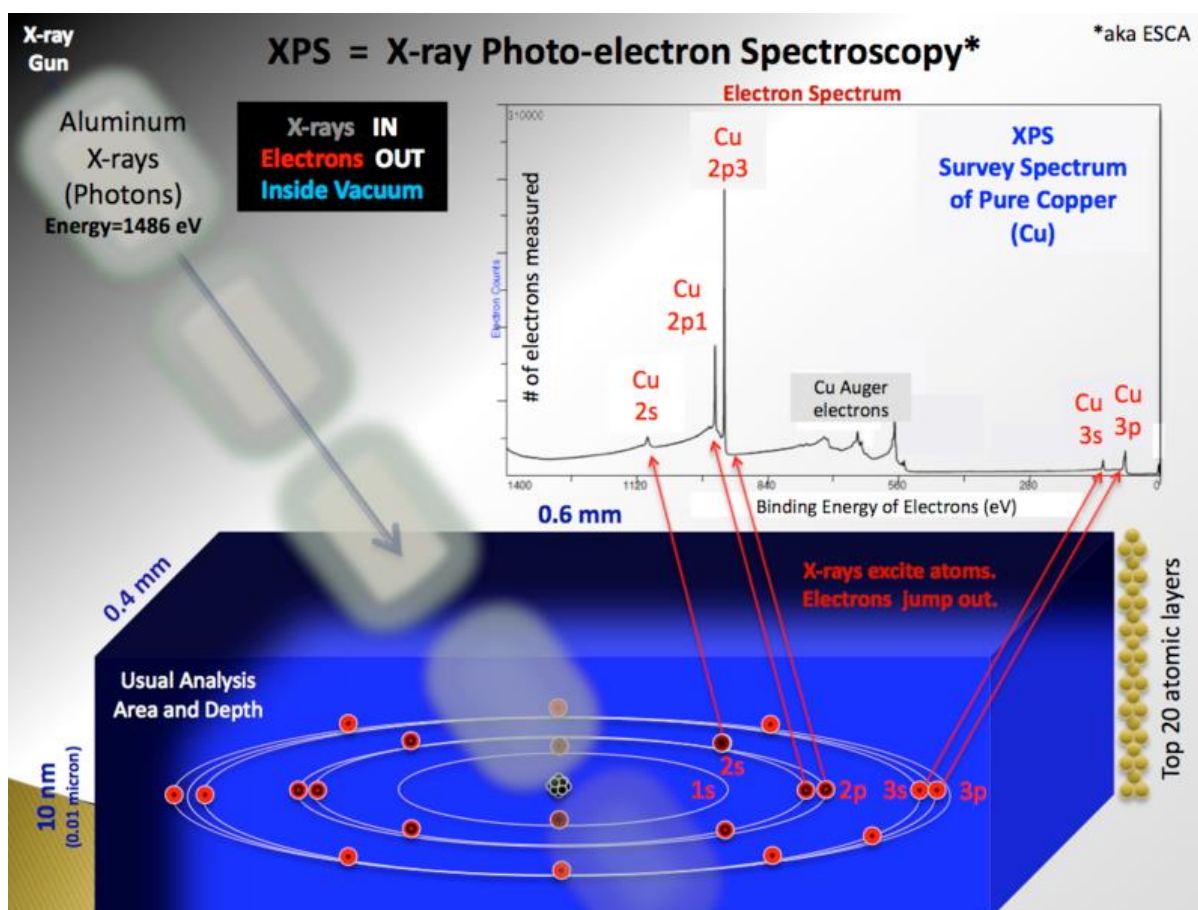 X-ray
Gun
XPS = X-ray Photo-electron Spectroscopy*
*aka ESCA
Aluminum
X-rays
(Photons)
Energy=1486 eV
X-rays IN
Electrons OUT
Inside Vacuum
Electron Spectrum
310000
# of electrons measured
Electron Counts
Cu
2p3
XPS
Survey Spectrum
of Pure Copper
(Cu)
Cu
2p1
Cu
2s
Cu Auger
electrons
Cu
3s
Cu
3p
1400
1120
840
560
280
0
Binding Energy of Electrons (eV)
0.6 mm
0.4 mm
X-rays excite atoms.
Electrons jump out.
Usual Analysis
Area and Depth
10 nm
(0.01 micron)
1s
2s
2p
3s
3p
Top 20 atomic layers